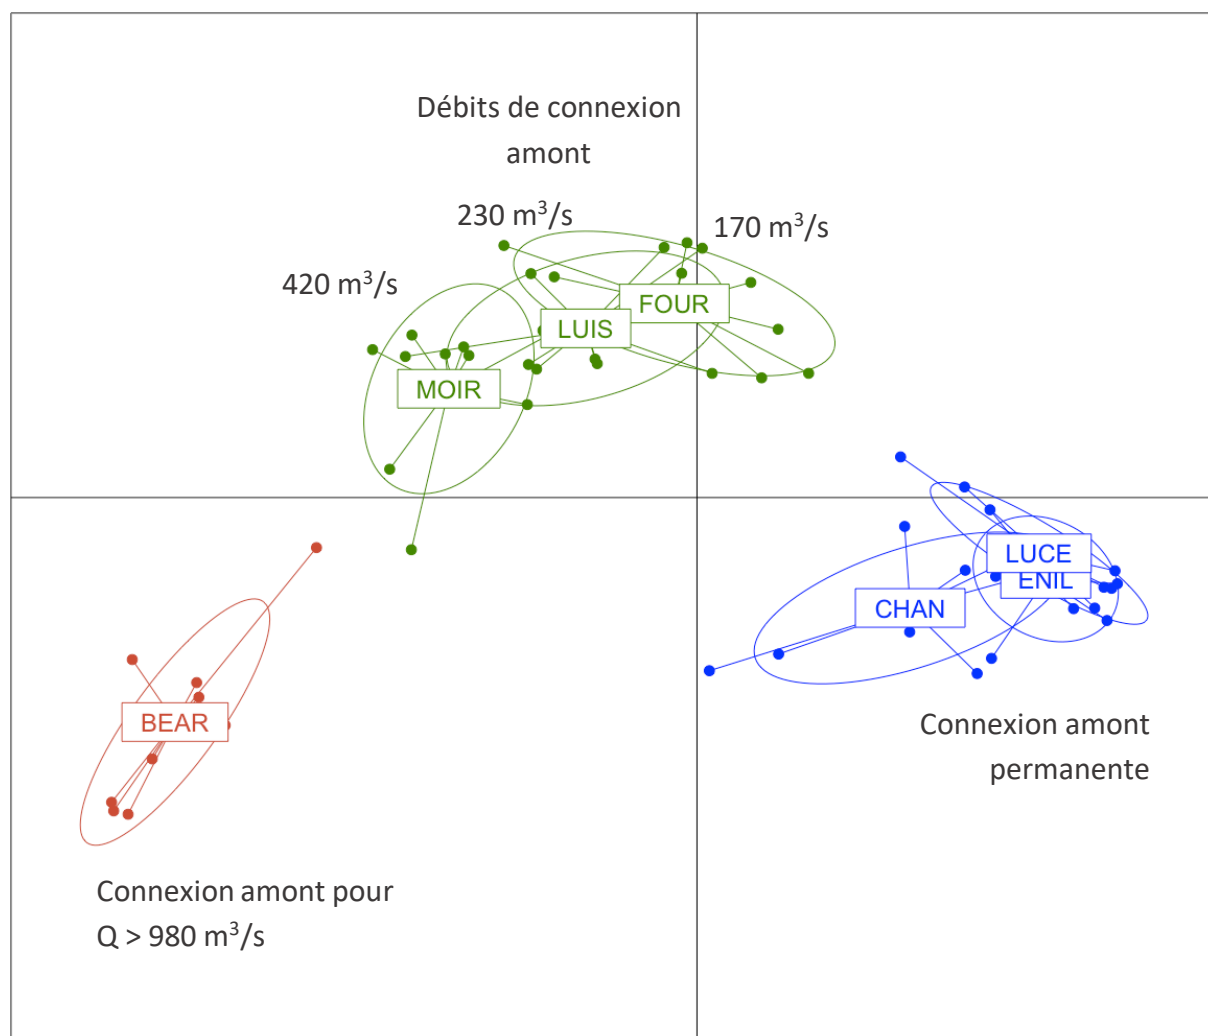 Débits de connexion
amont
230 m³/s
170 m³/s
420 m³/s
FOUR
LUIS
MOIR
LUCE
ENIL
CHAN
BEAR
Connexion amont
permanente
Connexion amont pour
Q > 980 m³/s